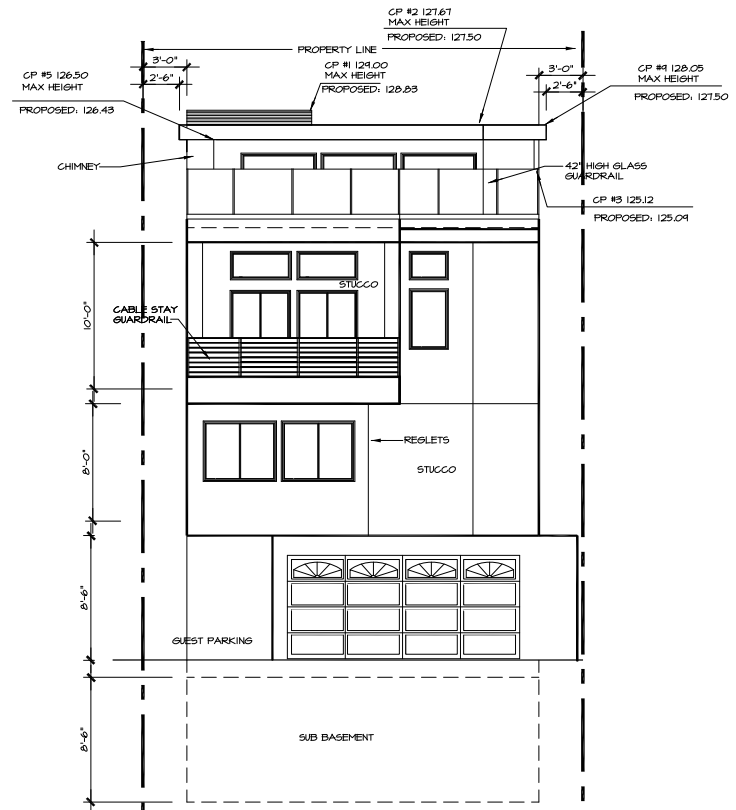 CP #2 127.67
MAX HEIGHT
PROPOSED: 127.50
PROPERTY LINE
3'-0"
2'-6"
CP #1 129.00
MAX HEIGHT
PROPOSED: 128.83
3'-0"
2'-6"
CP #9 128.05
MAX HEIGHT
PROPOSED: 127.50
CP #5 126.50
MAX HEIGHT
PROPOSED: 126.43
CHIMNEY
42" HIGH GLASS
GUARDRAIL
CP #3 125.12
PROPOSED: 125.09
STUCCO
CABLE STAY
GUARDRAIL
10'-0"
REGLETS
STUCCO
8'-0"
8'-6"
GUEST PARKING
8'-6"
SUB BASEMENT